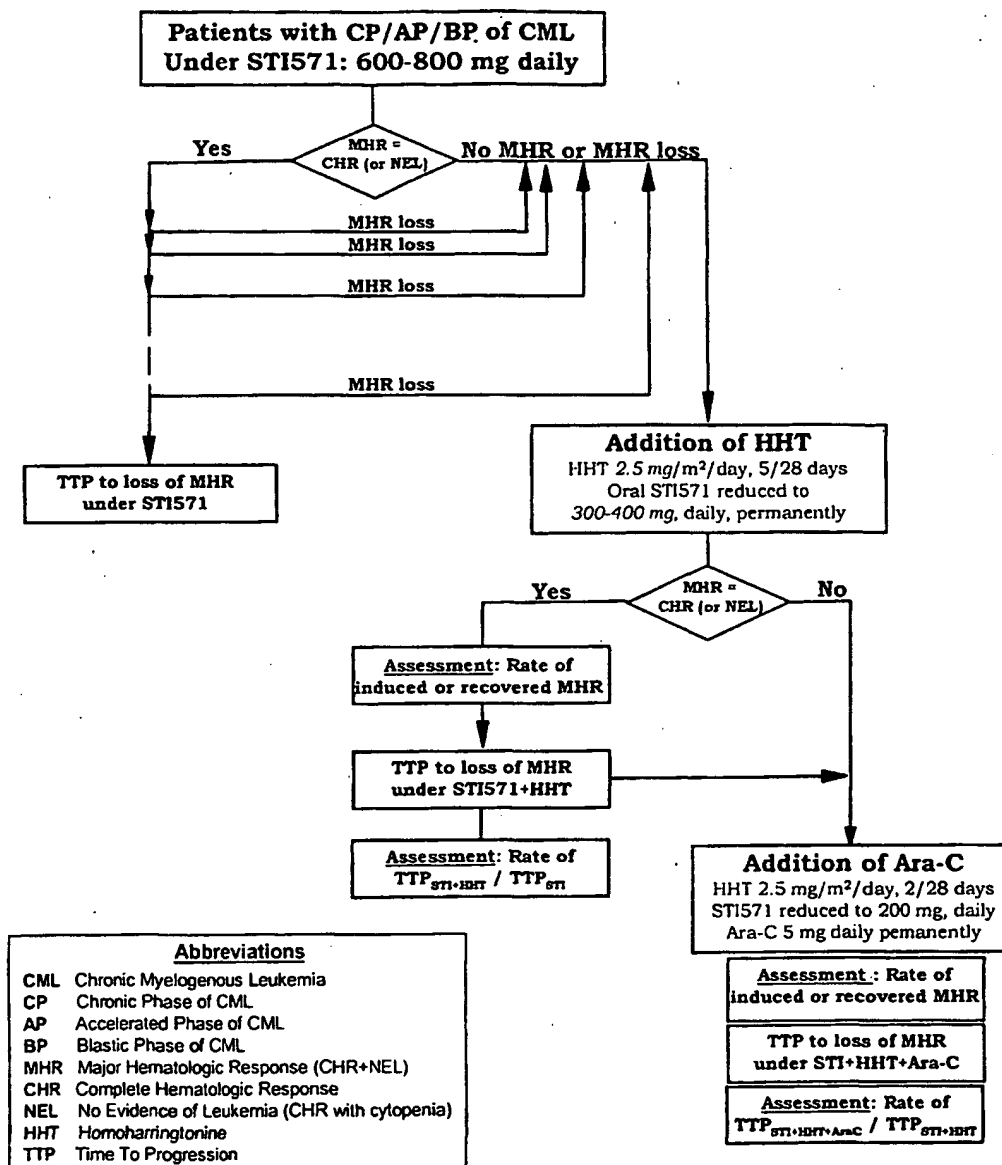 Patients with CP/AP/BP. of CML
Under STI571: 600-800 mg daily
Yes
MHR =
CHR (or NEL)
No MHR or MHR loss
MHR loss
MHR loss
MHR loss
MHR loss
TTP to loss of MHR
under STI571
Addition of HHT
HHT 2.5 mg/m²/day, 5/28 days
Oral STI571 reduced to
300-400 mg, daily, permanently
Yes
MHR =
CHR (or NEL)
No
Assessment: Rate of
induced or recovered MHR
TTP to loss of MHR
under STI571+HHT
Assessment: Rate of
TTP STI+HHT / TTP STI
Addition of Ara-C
HHT 2.5 mg/m²/day, 2/28 days
STI571 reduced to 200 mg, daily
Ara-C 5 mg daily pemanently
Assessment : Rate of
induced or recovered MHR
TTP to loss of MHR
under STI+HHT+Ara-C
Assessment: Rate of
TTP STI+HHT+AraC / TTP STI+HHT
Abbreviations
CML Chronic Myelogenous Leukemia
CP Chronic Phase of CML
AP Accelerated Phase of CML
BP Blastic Phase of CML
MHR Major Hematologic Response (CHR+NEL)
CHR Complete Hematologic Response
NEL No Evidence of Leukemia (CHR with cytopenia)
HHT Homoharringtonine
TTP Time To Progression